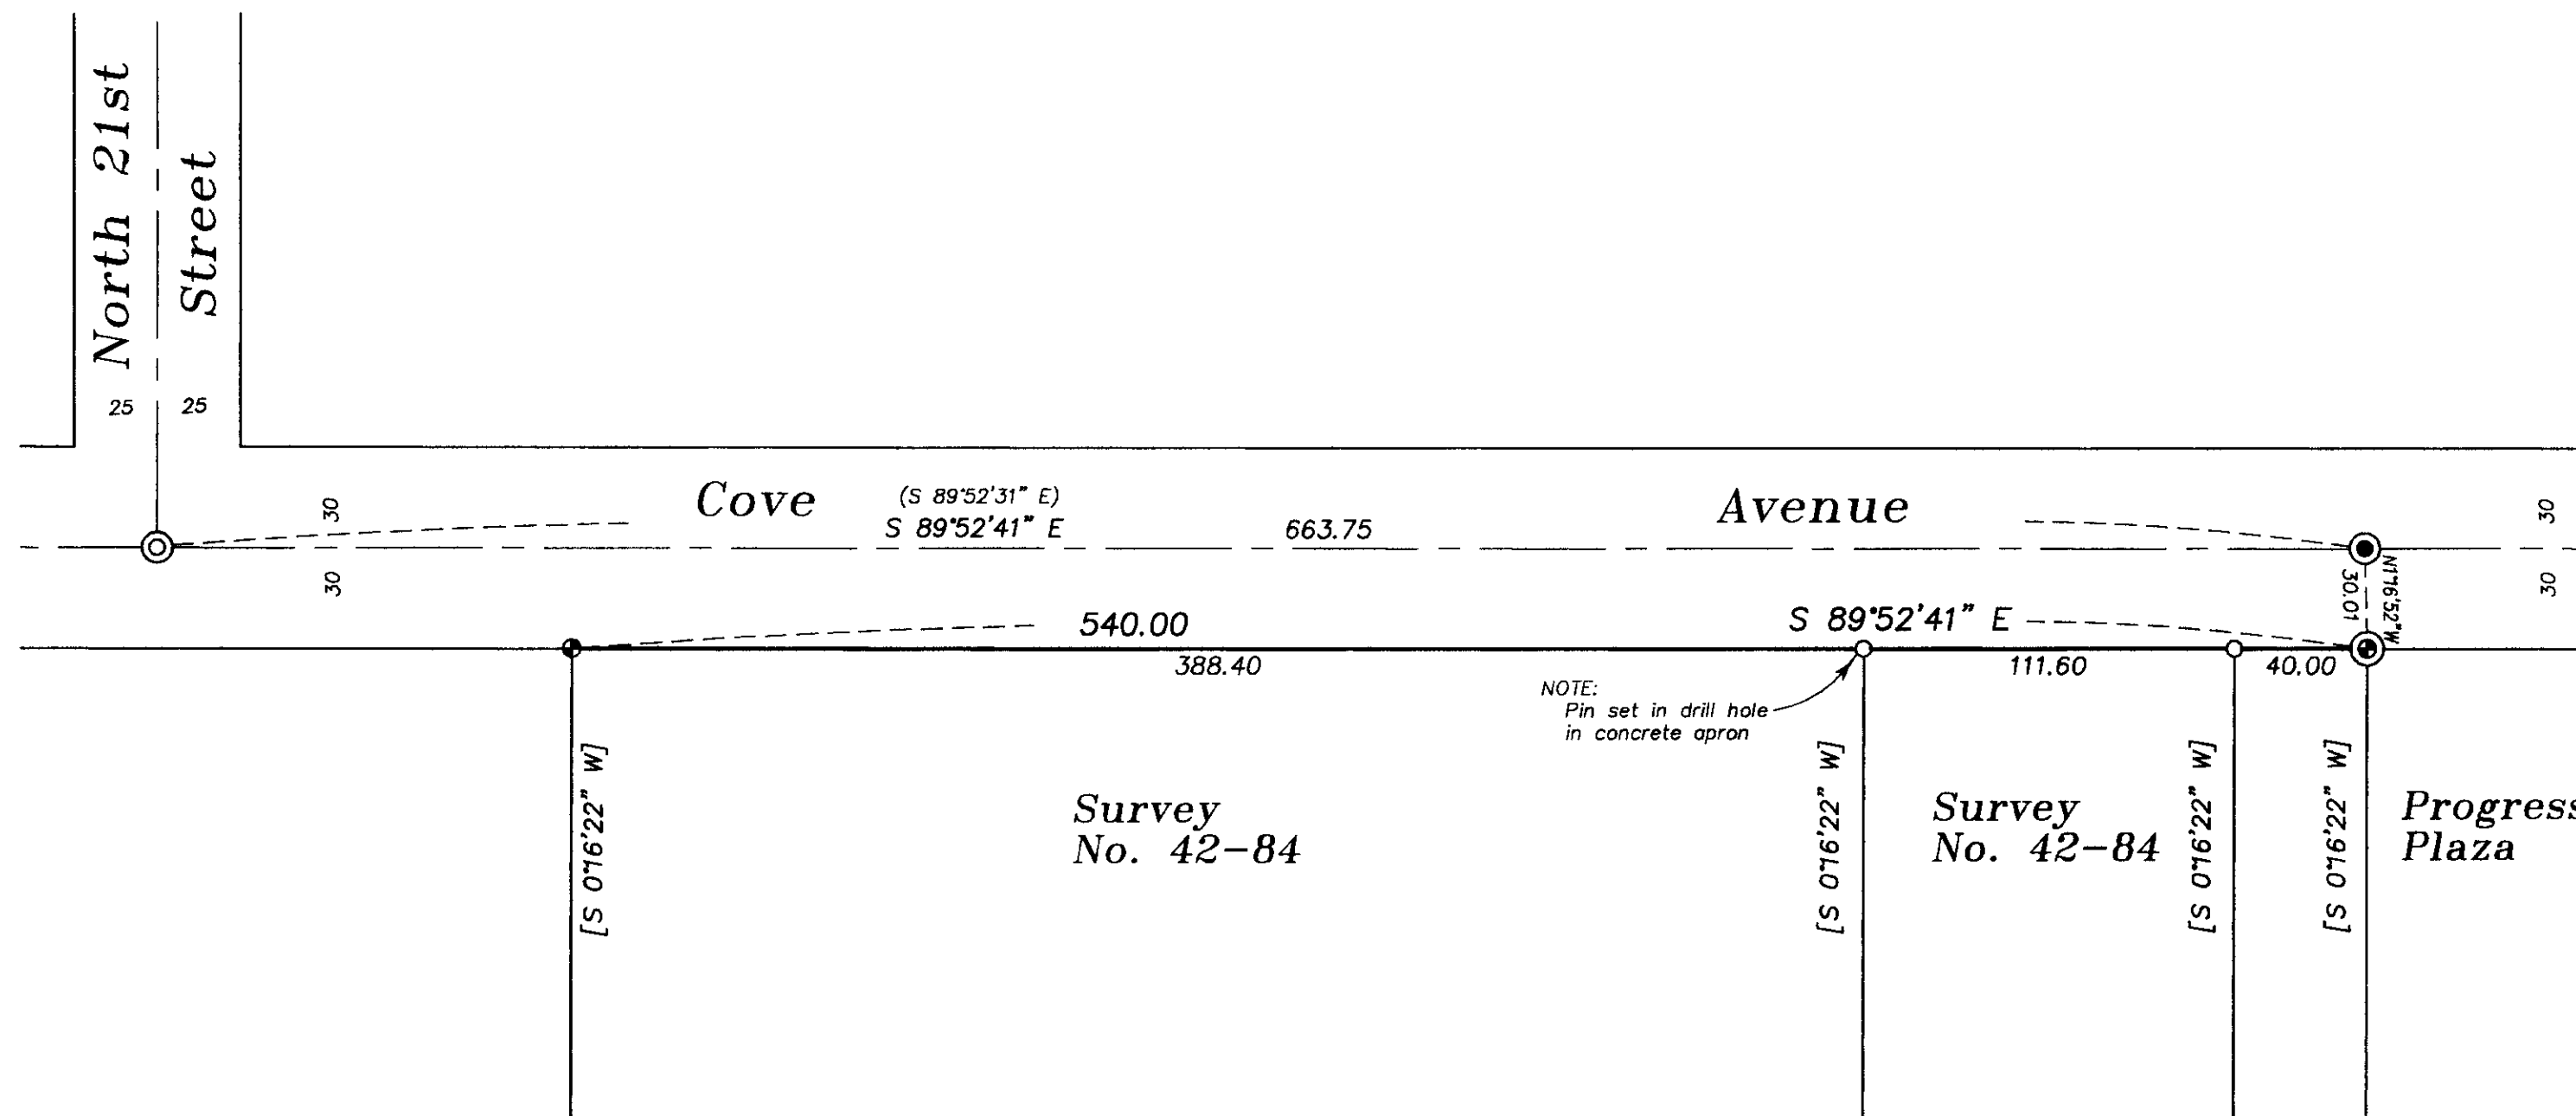 North 21st
Street
25
25
30
30
Cove
(S 89°52'31" E)
S 89°52'41" E
663.75
Avenue
30
30
N1°16'52"W
30.01
540.00
S 89°52'41" E
388.40
111.60
40.00
NOTE:
Pin set in drill hole
in concrete apron
[S 0°16'22" W]
[S 0°16'22" W]
[S 0°16'22" W]
[S 0°16'22" W]
Survey
No. 42-84
Survey
No. 42-84
Progress
Plaza